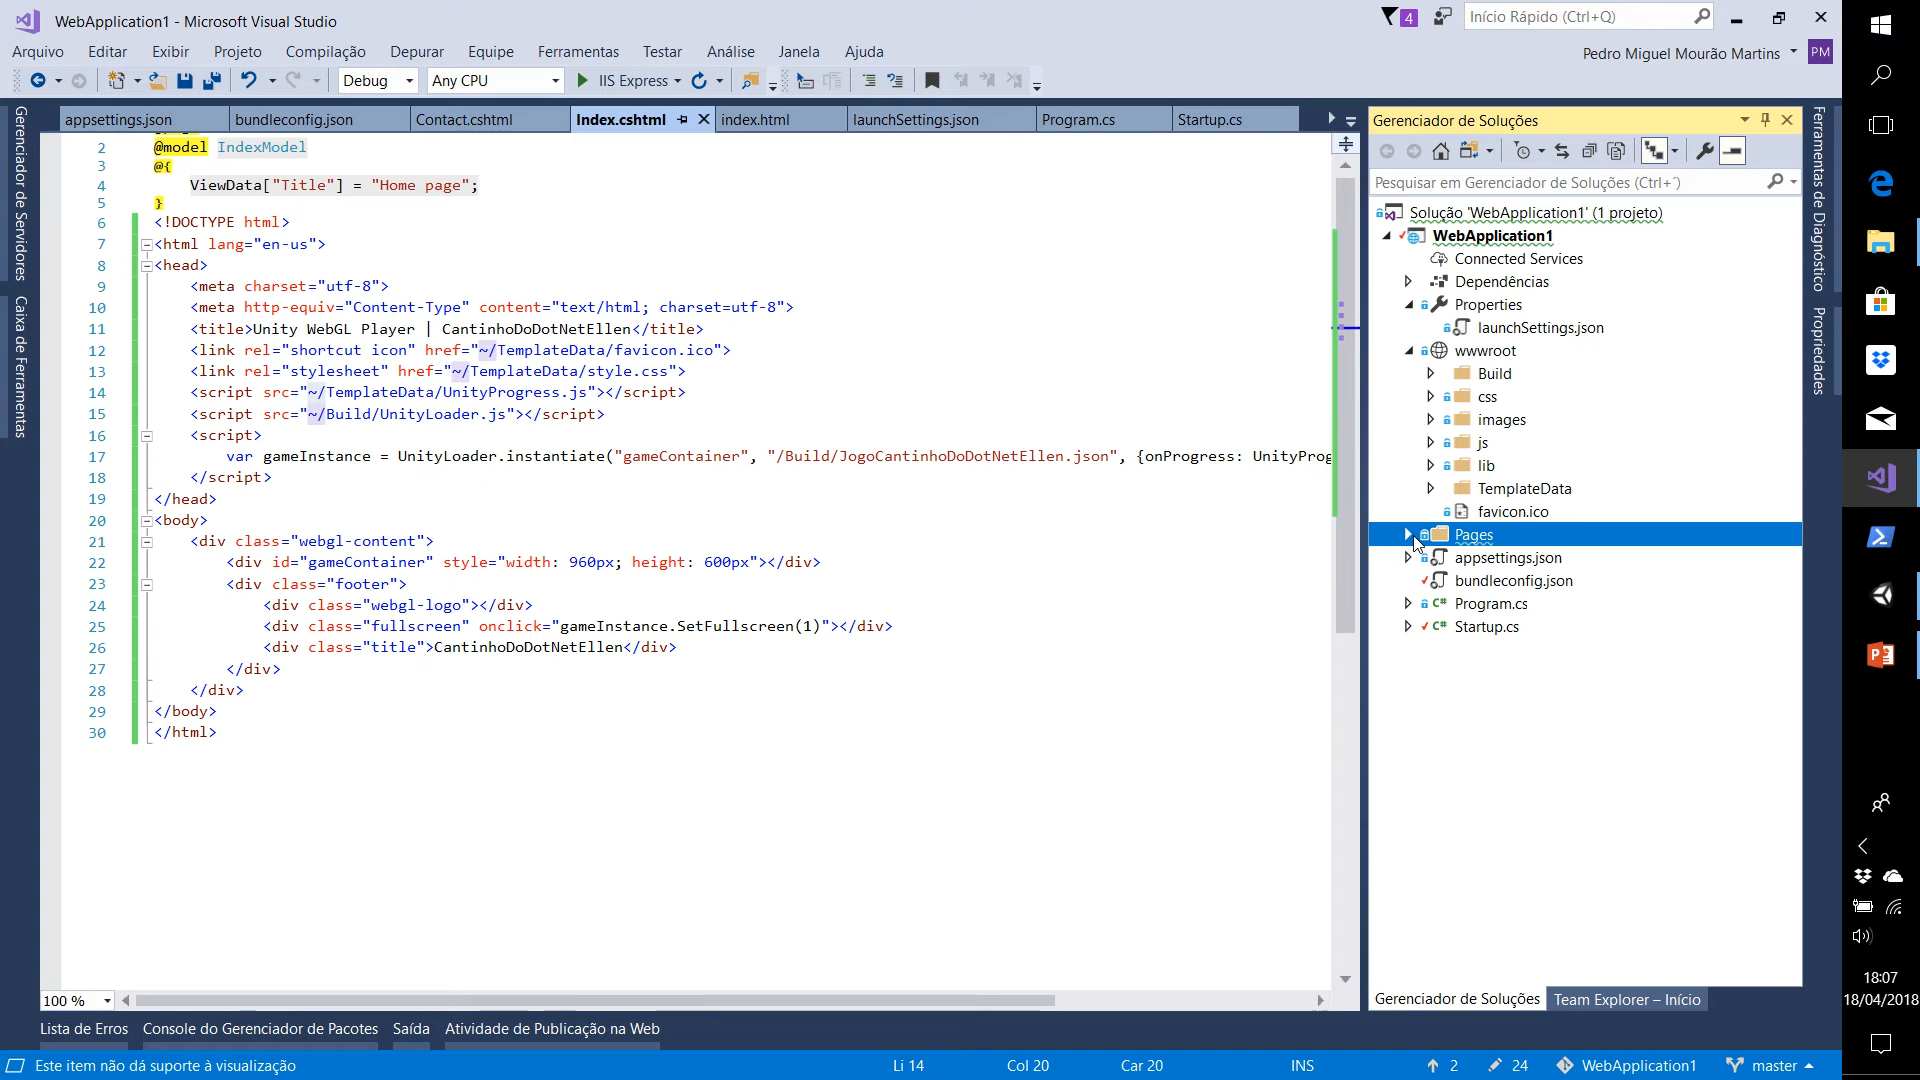 WebApplication1 - Microsoft Visual Studio
4
Início Rápido (Ctrl+Q)
Arquivo Editar Exibir Projeto Compilação Depurar Equipe Ferramentas Testar Análise Janela Ajuda
Pedro Miguel Mourão Martins PM
Debug Any CPU IIS Express
Gerenciador de Servidores
Caixa de Ferramentas
appsettings.json bundleconfig.json Contact.cshtml Index.cshtml index.html launchSettings.json Program.cs Startup.cs
2 @model IndexModel
3 @{
4 ViewData["Title"] = "Home page";
5 }
6 <!DOCTYPE html>
7 <html lang="en-us">
8 <head>
9 <meta charset="utf-8">
10 <meta http-equiv="Content-Type" content="text/html; charset=utf-8">
11 <title>Unity WebGL Player | CantinhoDoDotNetEllen</title>
12 <link rel="shortcut icon" href="~/TemplateData/favicon.ico">
13 <link rel="stylesheet" href="~/TemplateData/style.css">
14 <script src="~/TemplateData/UnityProgress.js"></script>
15 <script src="~/Build/UnityLoader.js"></script>
16 <script>
17 var gameInstance = UnityLoader.instantiate("gameContainer", "/Build/JogoCantinhoDoDotNetEllen.json", {onProgress: UnityProg
18 </script>
19 </head>
20 <body>
21 <div class="webgl-content">
22 <div id="gameContainer" style="width: 960px; height: 600px"></div>
23 <div class="footer">
24 <div class="webgl-logo"></div>
25 <div class="fullscreen" onclick="gameInstance.SetFullscreen(1)"></div>
26 <div class="title">CantinhoDoDotNetEllen</div>
27 </div>
28 </div>
29 </body>
30 </html>
100 %
Gerenciador de Soluções
Pesquisar em Gerenciador de Soluções (Ctrl+´)
Solução 'WebApplication1' (1 projeto)
WebApplication1
Connected Services
Dependências
Properties
launchSettings.json
wwwroot
Build
css
images
js
lib
TemplateData
favicon.ico
Pages
appsettings.json
bundleconfig.json
C# Program.cs
C# Startup.cs
Gerenciador de Soluções Team Explorer – Início
Ferramentas de Diagnóstico
Propriedades
Lista de Erros Console do Gerenciador de Pacotes Saída Atividade de Publicação na Web
Este item não dá suporte à visualização Li 14 Col 20 Car 20 INS 2 24 WebApplication1 master
18:07
18/04/2018